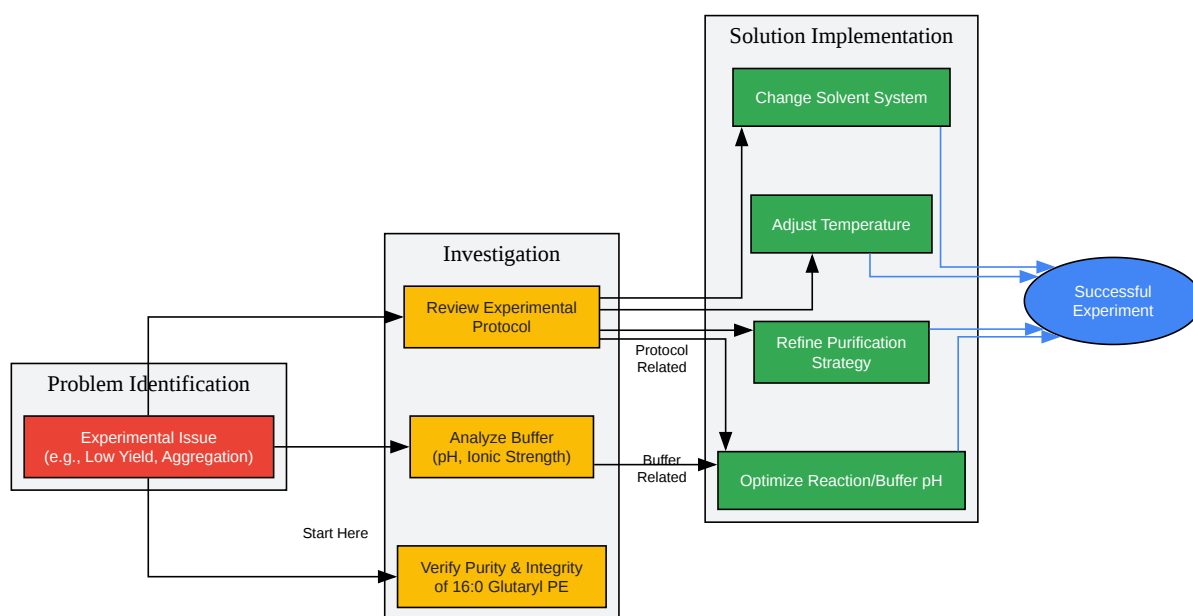 Solution Implementation
Change Solvent System
Adjust Temperature
Investigation
Review Experimental
Protocol
Successful
Experiment
Refine Purification
Strategy
Protocol
Related
Problem Identification
Experimental Issue
(e.g., Low Yield, Aggregation)
Analyze Buffer
(pH, Ionic Strength)
Buffer
Related
Optimize Reaction/Buffer pH
Start Here
Verify Purity & Integrity
of 16:0 Glutaryl PE